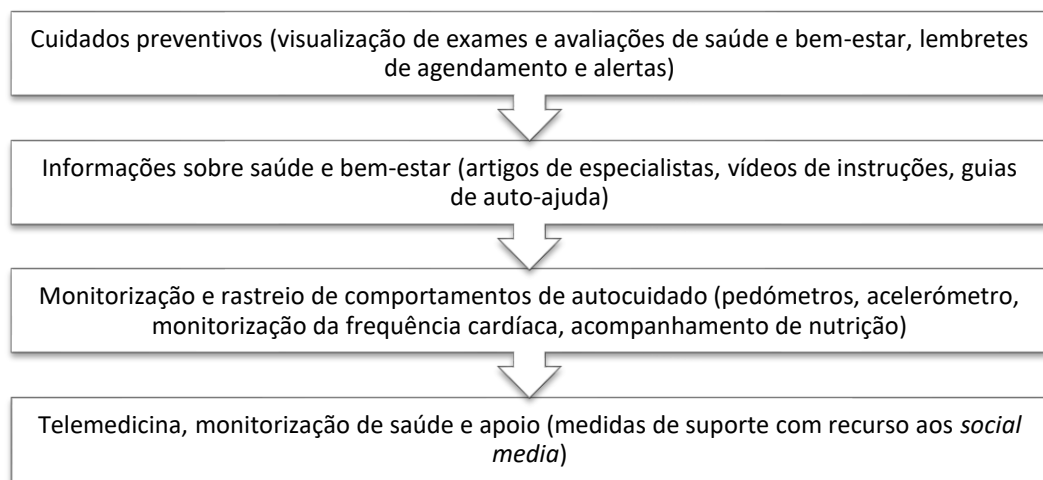 Cuidados preventivos (visualização de exames e avaliações de saúde e bem-estar, lembretes
de agendamento e alertas)
Informações sobre saúde e bem-estar (artigos de especialistas, vídeos de instruções, guias
de auto-ajuda)
Monitorização e rastreio de comportamentos de autocuidado (pedómetros, acelerómetro,
monitorização da frequência cardíaca, acompanhamento de nutrição)
Telemedicina, monitorização de saúde e apoio (medidas de suporte com recurso aos social
media)